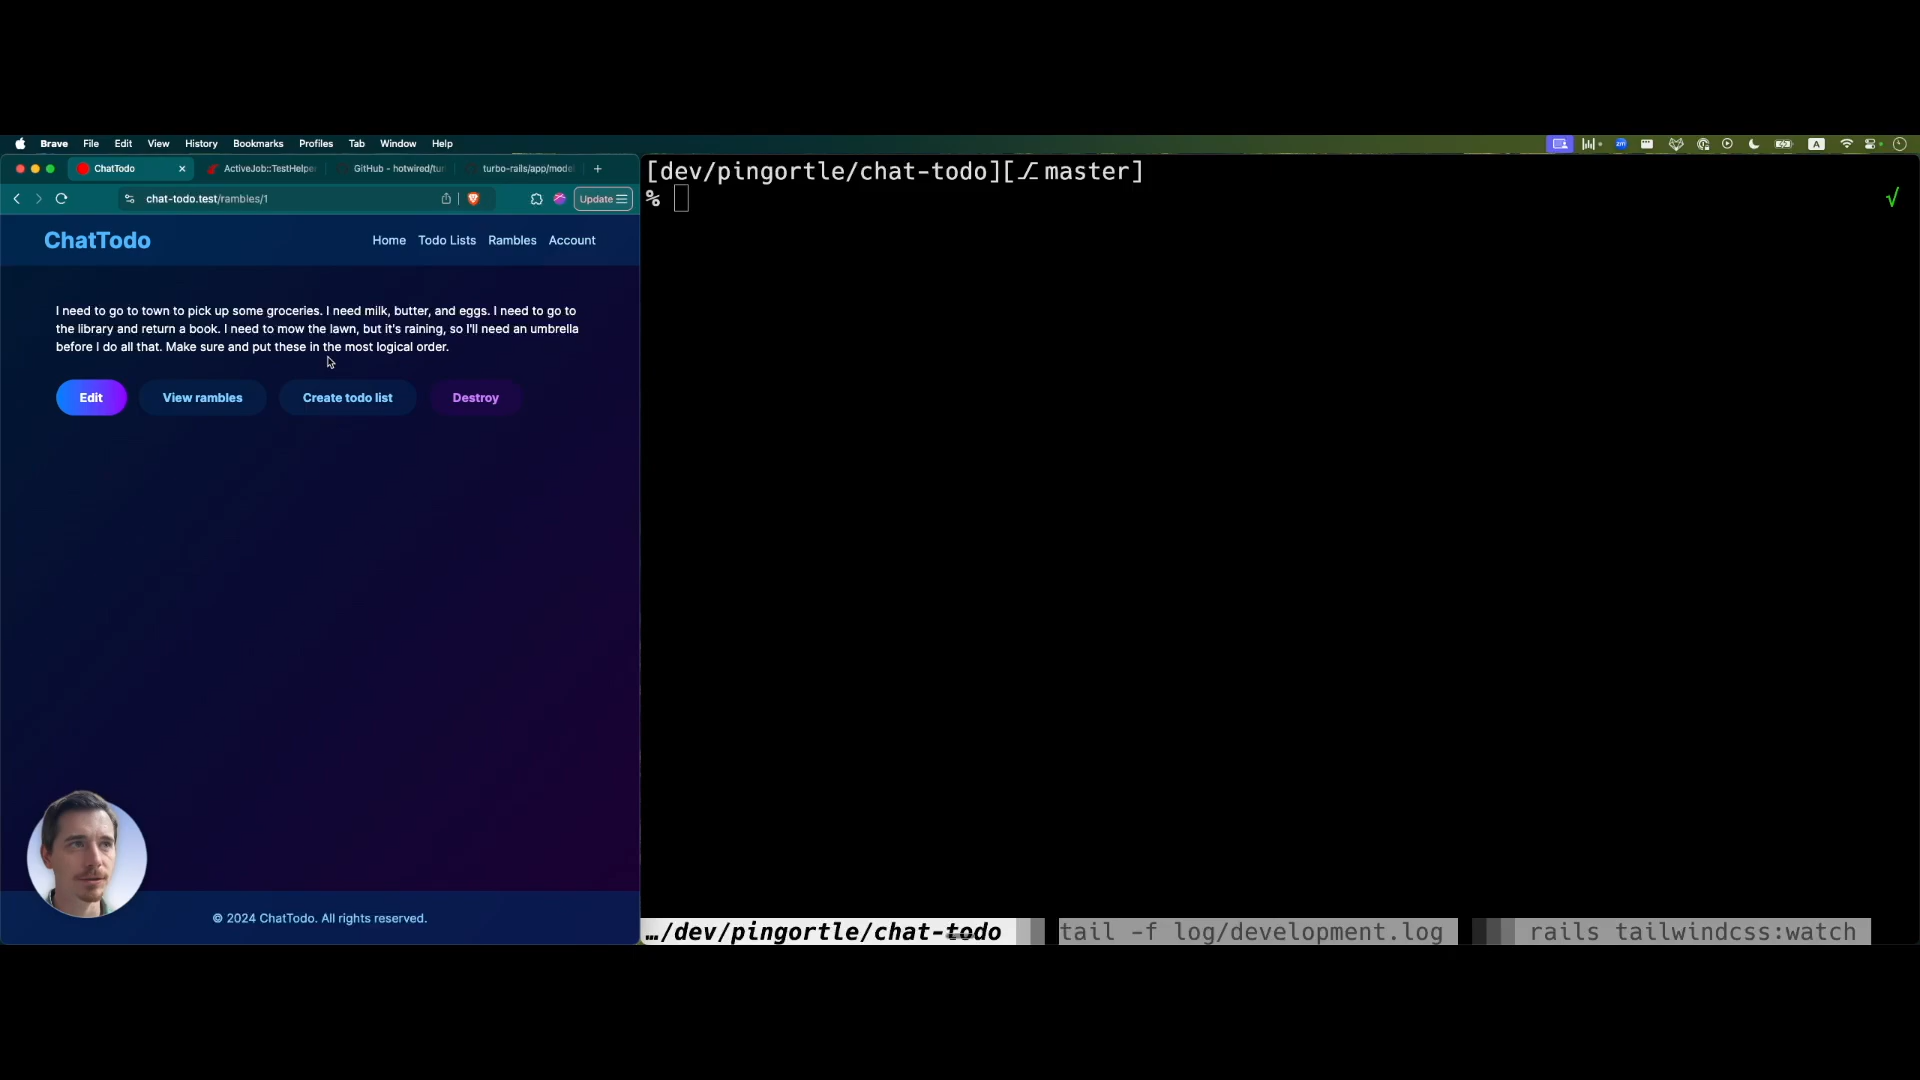 Brave File Edit View History Bookmarks Profiles Tab Window Help
ChatTodo
ActiveJob::TestHelper
GitHub - hotwired/tur
turbo-rails/app/mode
chat-todo.test/rambles/1
Update
ChatTodo
Home Todo Lists Rambles Account
I need to go to town to pick up some groceries. I need milk, butter, and eggs. I need to go to
the library and return a book. I need to mow the lawn, but it's raining, so I'll need an umbrella
before I do all that. Make sure and put these in the most logical order.
Edit View rambles Create todo list Destroy
© 2024 ChatTodo. All rights reserved.
[dev/pingortle/chat-todo][⎇ master]
% √
…/dev/pingortle/chat-todo tail -f log/development.log rails tailwindcss:watch